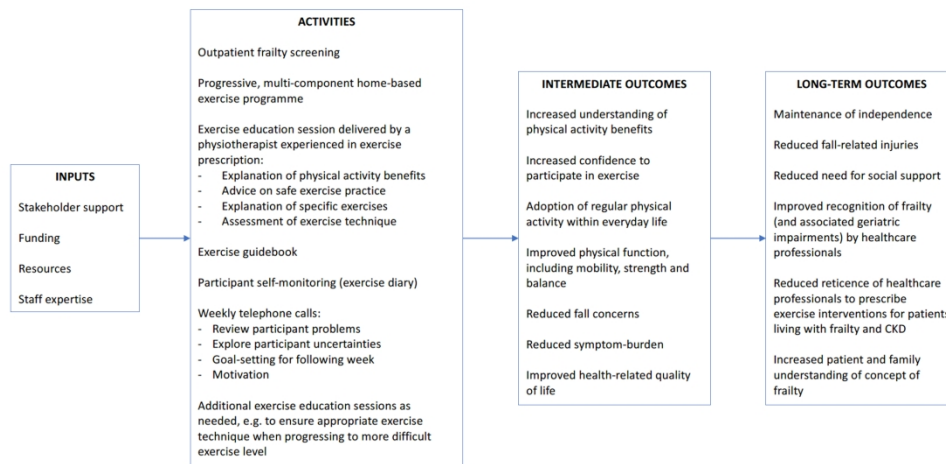 INPUTS
Stakeholder support
Funding
Resources
Staff expertise
ACTIVITIES
Outpatient frailty screening
Progressive, multi-component home-based
exercise programme
Exercise education session delivered by a
physiotherapist experienced in exercise
prescription:
- Explanation of physical activity benefits
- Advice on safe exercise practice
- Explanation of specific exercises
- Assessment of exercise technique
Exercise guidebook
Participant self-monitoring (exercise diary)
Weekly telephone calls:
- Review participant problems
- Explore participant uncertainties
- Goal-setting for following week
- Motivation
Additional exercise education sessions as
needed, e.g. to ensure appropriate exercise
technique when progressing to more difficult
exercise level
INTERMEDIATE OUTCOMES
Increased understanding of
physical activity benefits
Increased confidence to
participate in exercise
Adoption of regular physical
activity within everyday life
Improved physical function,
including mobility, strength and
balance
Reduced fall concerns
Reduced symptom-burden
Improved health-related quality
of life
LONG-TERM OUTCOMES
Maintenance of independence
Reduced fall-related injuries
Reduced need for social support
Improved recognition of frailty
(and associated geriatric
impairments) by healthcare
professionals
Reduced reticence of healthcare
professionals to prescribe
exercise interventions for patients
living with frailty and CKD
Increased patient and family
understanding of concept of
frailty